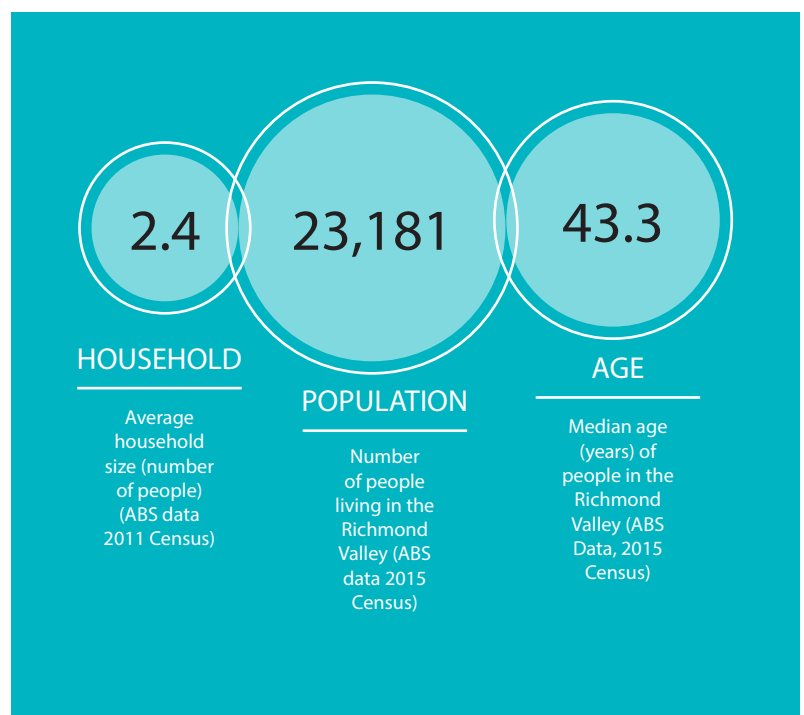 2.4
HOUSEHOLD
Average
household
size (number
of people)
(ABS data
2011 Census)
23,181
POPULATION
Number
of people
living in the
Richmond
Valley (ABS
data 2015
Census)
43.3
AGE
Median age
(years) of
people in the
Richmond
Valley (ABS
Data, 2015
Census)